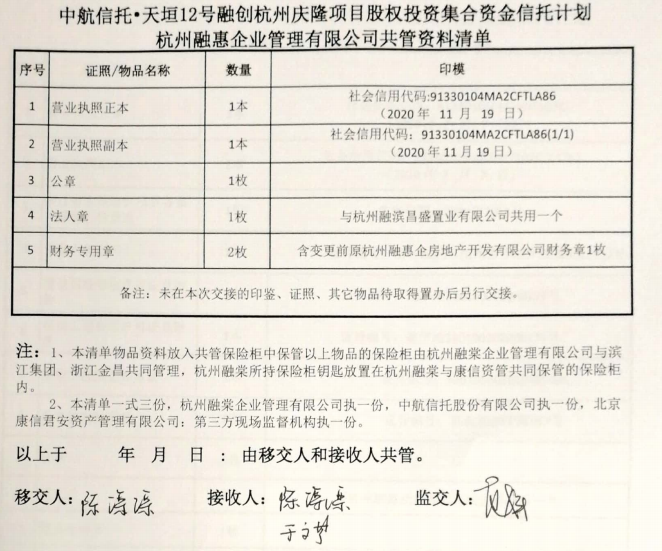 中航信托•天垣12号融创杭州庆隆项目股权投资集合资金信托计划
杭州融惠企业管理有限公司共管资料清单
序号 证照/物品名称 数量 印模
1 营业执照正本 1本 社会信用代码:91330104MA2CFTLA86
(2020 年 11 月 19 日)
2 营业执照副本 1本 社会信用代码: 91330104MA2CFTLA86(1/1)
(2020 年 11 月 19 日)
3 公章 1枚
4 法人章 1枚 与杭州融滨昌盛置业有限公司共用一个
5 财务专用章 2枚 含变更前原杭州融惠企房地产开发有限公司财务章1枚
备注: 未在本次交接的印鉴、证照、其它物品待取得置办后另行交接。
注: 1、本清单物品资料放入共管保险柜中保管以上物品的保险柜由杭州融棠企业管理有限公司与滨
江集团、浙江金昌共同管理，杭州融棠所持保险柜钥匙放置在杭州融棠与康信资管共同保管的保险柜
内。
2、本清单一式三份，杭州融棠企业管理有限公司执一份，中航信托股份有限公司执一份，北京
康信君安资产管理有限公司: 第三方现场监督机构执一份。
以上于 年 月 日 : 由移交人和接收人共管。
移交人: 接收人: 监交人: